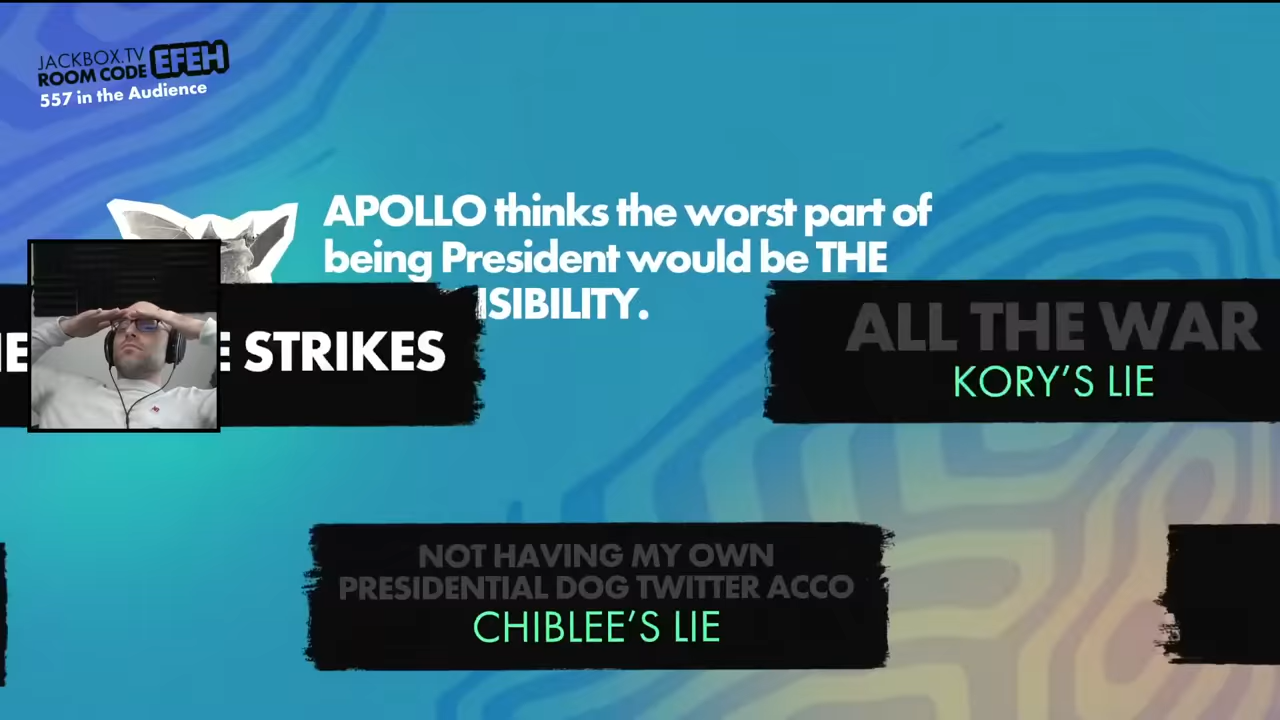 JACKBOX.TV
ROOM CODE EFEH
557 in the Audience
APOLLO thinks the worst part of
being President would be THE
NSIBILITY.
STRIKES
ALL THE WAR
KORY'S LIE
NOT HAVING MY OWN
PRESIDENTIAL DOG TWITTER ACCO
CHIBLEE'S LIE